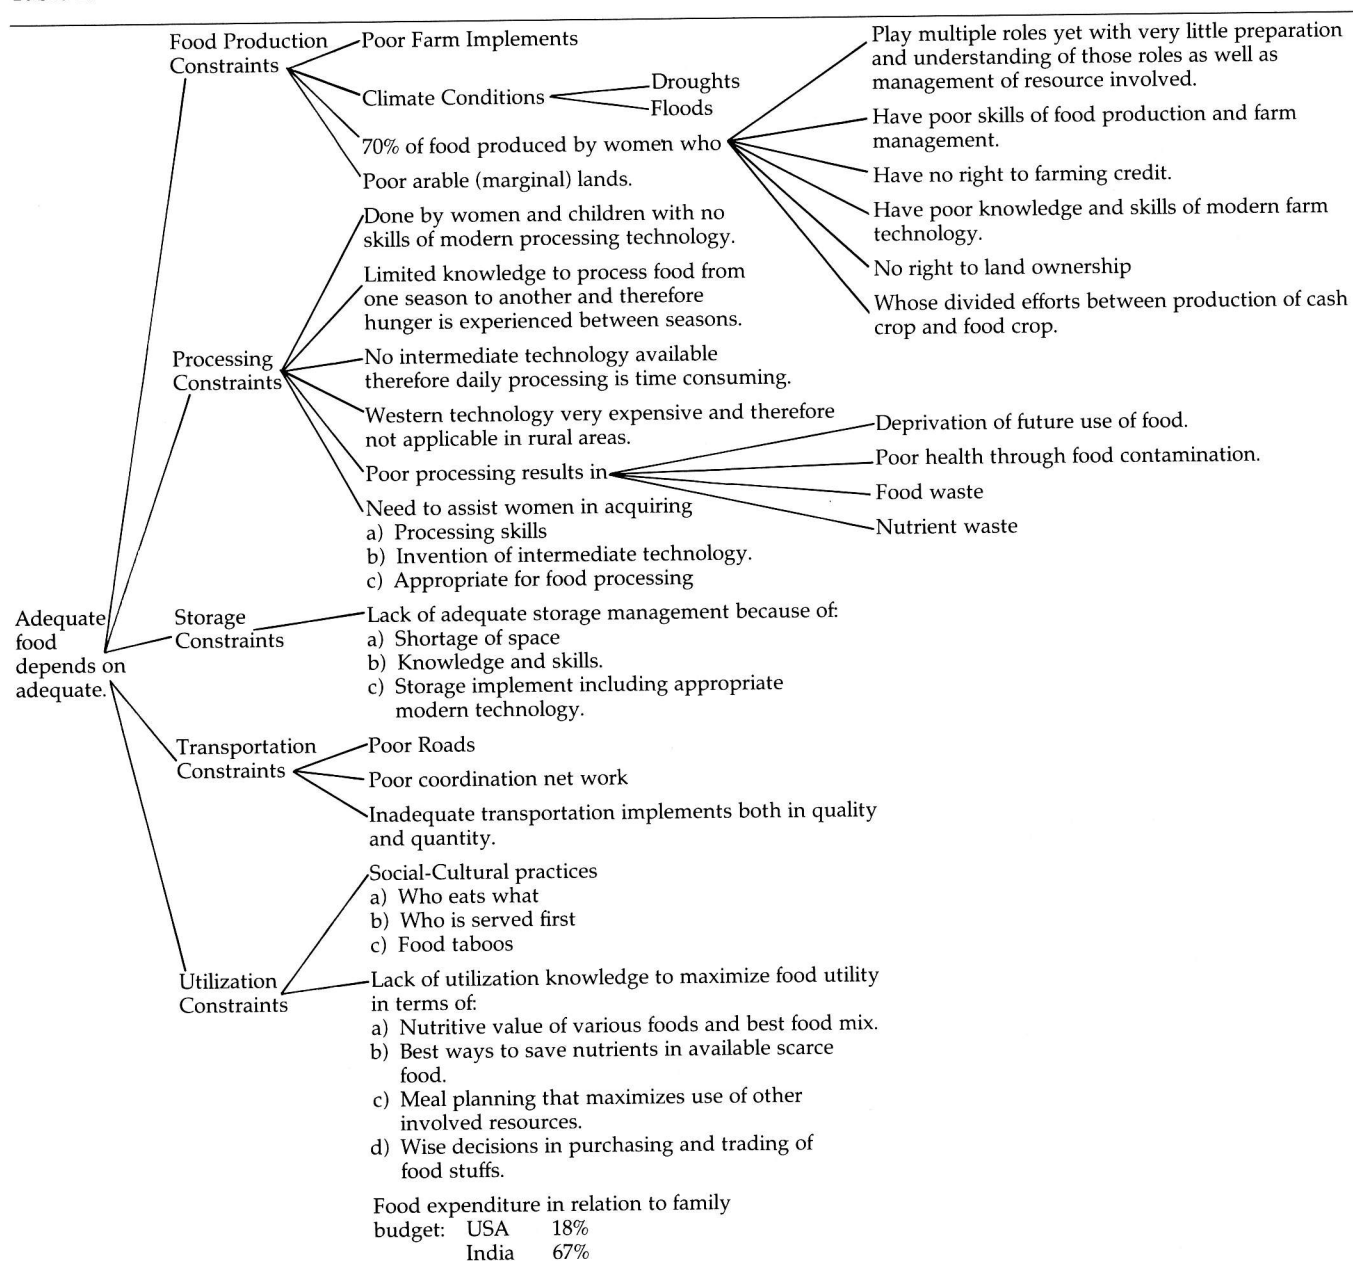 Food Production
Constraints
Poor Farm Implements
Climate Conditions
Droughts
Floods
70% of food produced by women who
Play multiple roles yet with very little preparation
and understanding of those roles as well as
management of resource involved.
Have poor skills of food production and farm
management.
Have no right to farming credit.
Have poor knowledge and skills of modern farm
technology.
No right to land ownership
Whose divided efforts between production of cash
crop and food crop.
Poor arable (marginal) lands.
Processing
Constraints
Done by women and children with no
skills of modern processing technology.
Limited knowledge to process food from
one season to another and therefore
hunger is experienced between seasons.
No intermediate technology available
therefore daily processing is time consuming.
Western technology very expensive and therefore
not applicable in rural areas.
Poor processing results in
Deprivation of future use of food.
Poor health through food contamination.
Food waste
Nutrient waste
Need to assist women in acquiring
a) Processing skills
b) Invention of intermediate technology.
c) Appropriate for food processing
Adequate
food
depends on
adequate.
Storage
Constraints
Lack of adequate storage management because of:
a) Shortage of space
b) Knowledge and skills.
c) Storage implement including appropriate
modern technology.
Transportation
Constraints
Poor Roads
Poor coordination net work
Inadequate transportation implements both in quality
and quantity.
Utilization
Constraints
Social-Cultural practices
a) Who eats what
b) Who is served first
c) Food taboos
Lack of utilization knowledge to maximize food utility
in terms of:
a) Nutritive value of various foods and best food mix.
b) Best ways to save nutrients in available scarce
food.
c) Meal planning that maximizes use of other
involved resources.
d) Wise decisions in purchasing and trading of
food stuffs.
Food expenditure in relation to family
budget: USA 18%
India 67%